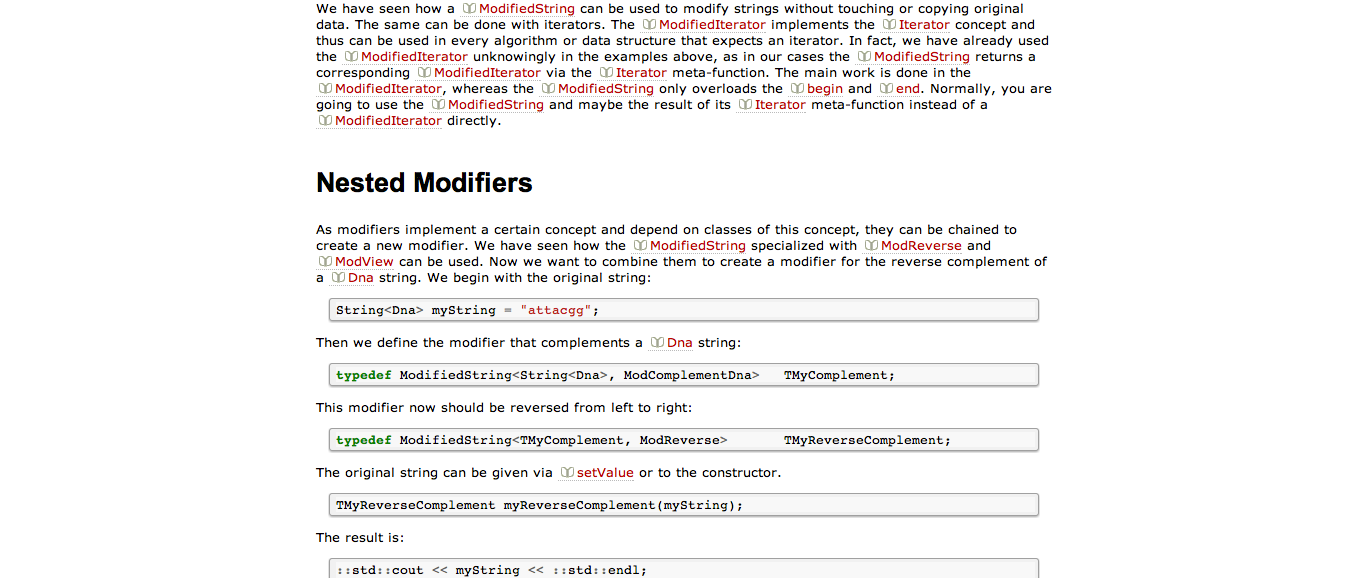 We have seen how a ModifiedString can be used to modify strings without touching or copying original
data. The same can be done with iterators. The ModifiedIterator implements the Iterator concept and
thus can be used in every algorithm or data structure that expects an iterator. In fact, we have already used
the ModifiedIterator unknowingly in the examples above, as in our cases the ModifiedString returns a
corresponding ModifiedIterator via the Iterator meta-function. The main work is done in the
ModifiedIterator, whereas the ModifiedString only overloads the begin and end. Normally, you are
going to use the ModifiedString and maybe the result of its Iterator meta-function instead of a
ModifiedIterator directly.
Nested Modifiers
As modifiers implement a certain concept and depend on classes of this concept, they can be chained to
create a new modifier. We have seen how the ModifiedString specialized with ModReverse and
ModView can be used. Now we want to combine them to create a modifier for the reverse complement of
a Dna string. We begin with the original string:
String<Dna> myString = "attacgg";
Then we define the modifier that complements a Dna string:
typedef ModifiedString<String<Dna>, ModComplementDna>   TMyComplement;
This modifier now should be reversed from left to right:
typedef ModifiedString<TMyComplement, ModReverse>       TMyReverseComplement;
The original string can be given via setValue or to the constructor.
TMyReverseComplement myReverseComplement(myString);
The result is:
::std::cout << myString << ::std::endl;